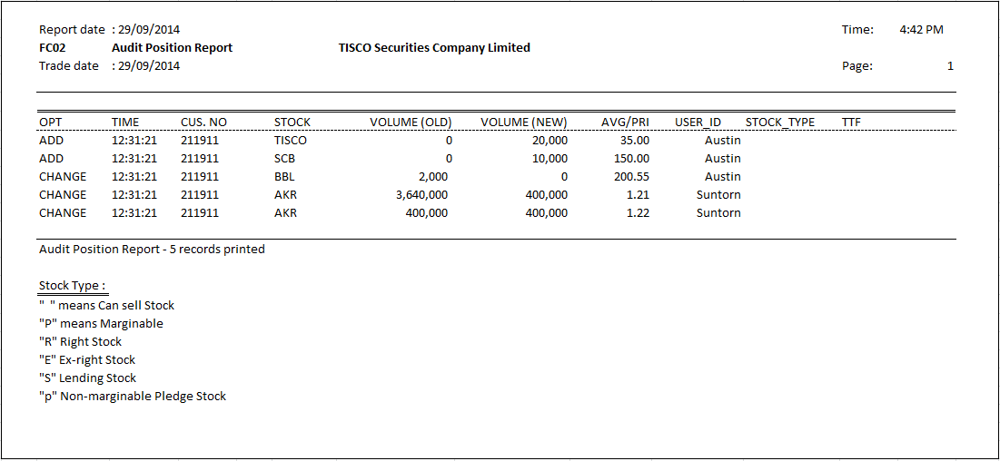 Report date : 29/09/2014 Time: 4:42 PM
FC02 Audit Position Report TISCO Securities Company Limited
Trade date : 29/09/2014 Page: 1
OPT TIME CUS. NO STOCK VOLUME (OLD) VOLUME (NEW) AVG/PRI USER_ID STOCK_TYPE TTF
ADD 12:31:21 211911 TISCO 0 20,000 35.00 Austin
ADD 12:31:21 211911 SCB 0 10,000 150.00 Austin
CHANGE 12:31:21 211911 BBL 2,000 0 200.55 Austin
CHANGE 12:31:21 211911 AKR 3,640,000 400,000 1.21 Suntorn
CHANGE 12:31:21 211911 AKR 400,000 400,000 1.22 Suntorn
Audit Position Report - 5 records printed
Stock Type :
" " means Can sell Stock
"P" means Marginable
"R" Right Stock
"E" Ex-right Stock
"S" Lending Stock
"p" Non-marginable Pledge Stock